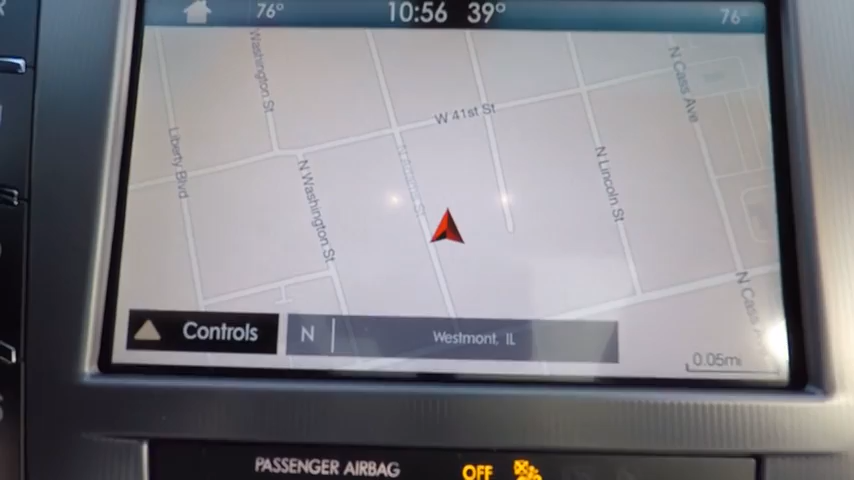 76° 10:56 39° 76°
Washington St
N Cass Ave
W 41st St
Liberty Blvd
N Washington St
N Lincoln St
N Cass Ave
Controls N Westmont, IL
0.05mi
PASSENGER AIRBAG OFF